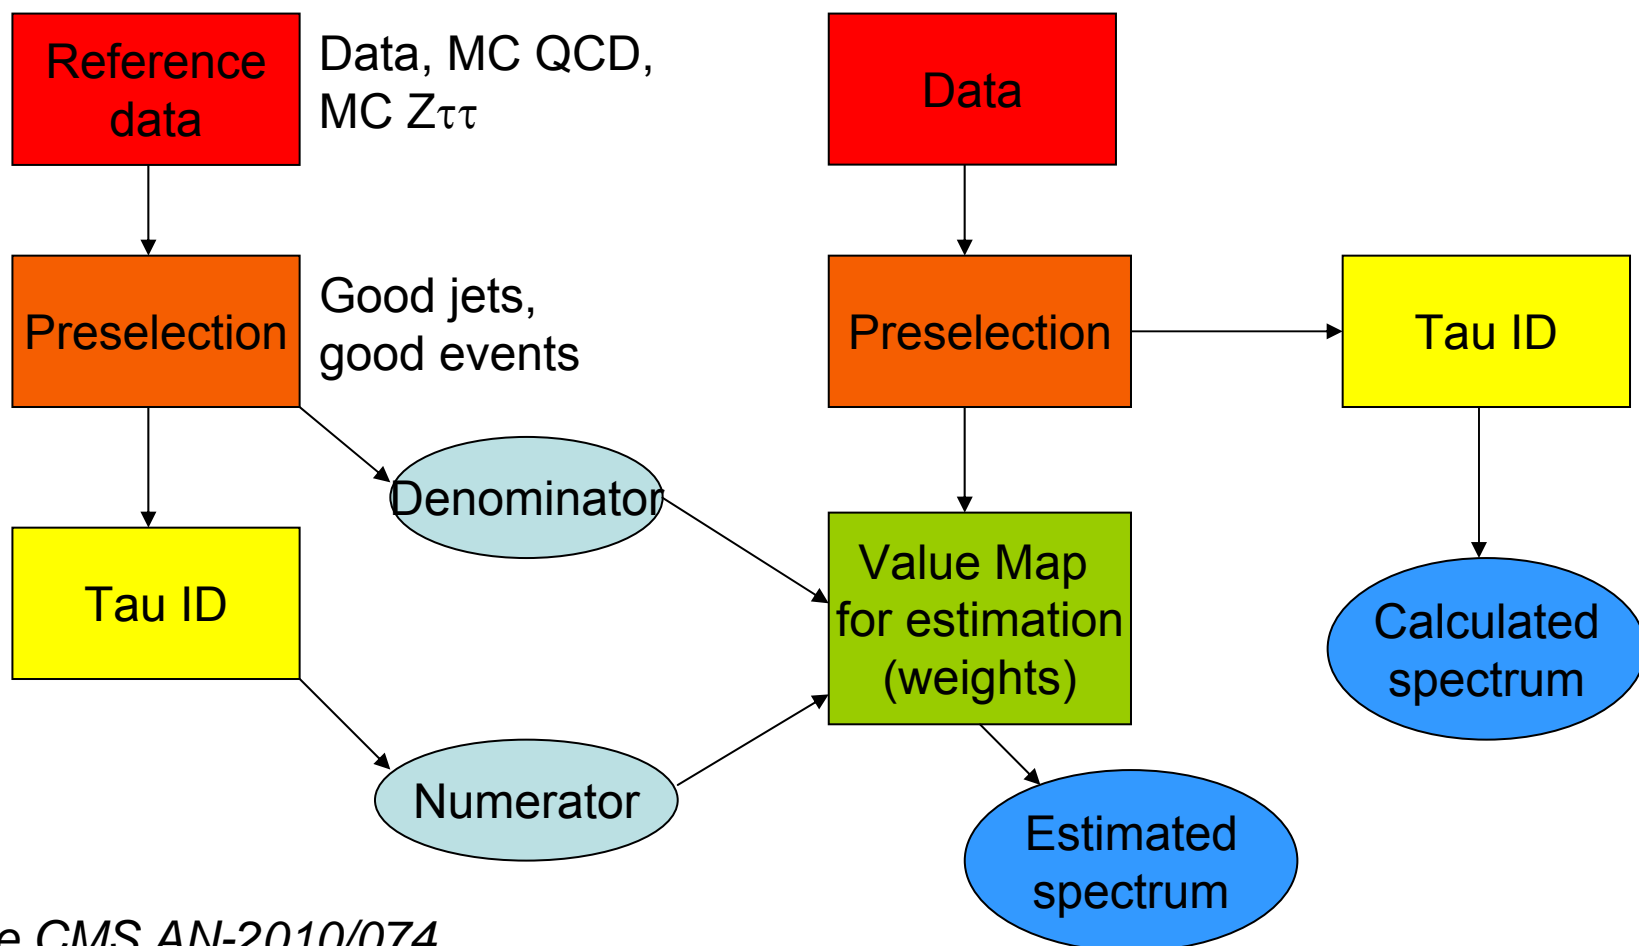 Reference
data
Data, MC QCD,
MC Zττ
Data
Preselection
Good jets,
good events
Preselection
Tau ID
Denominator
Tau ID
Value Map
for estimation
(weights)
Calculated
spectrum
Numerator
Estimated
spectrum
CMS AN-2010/074